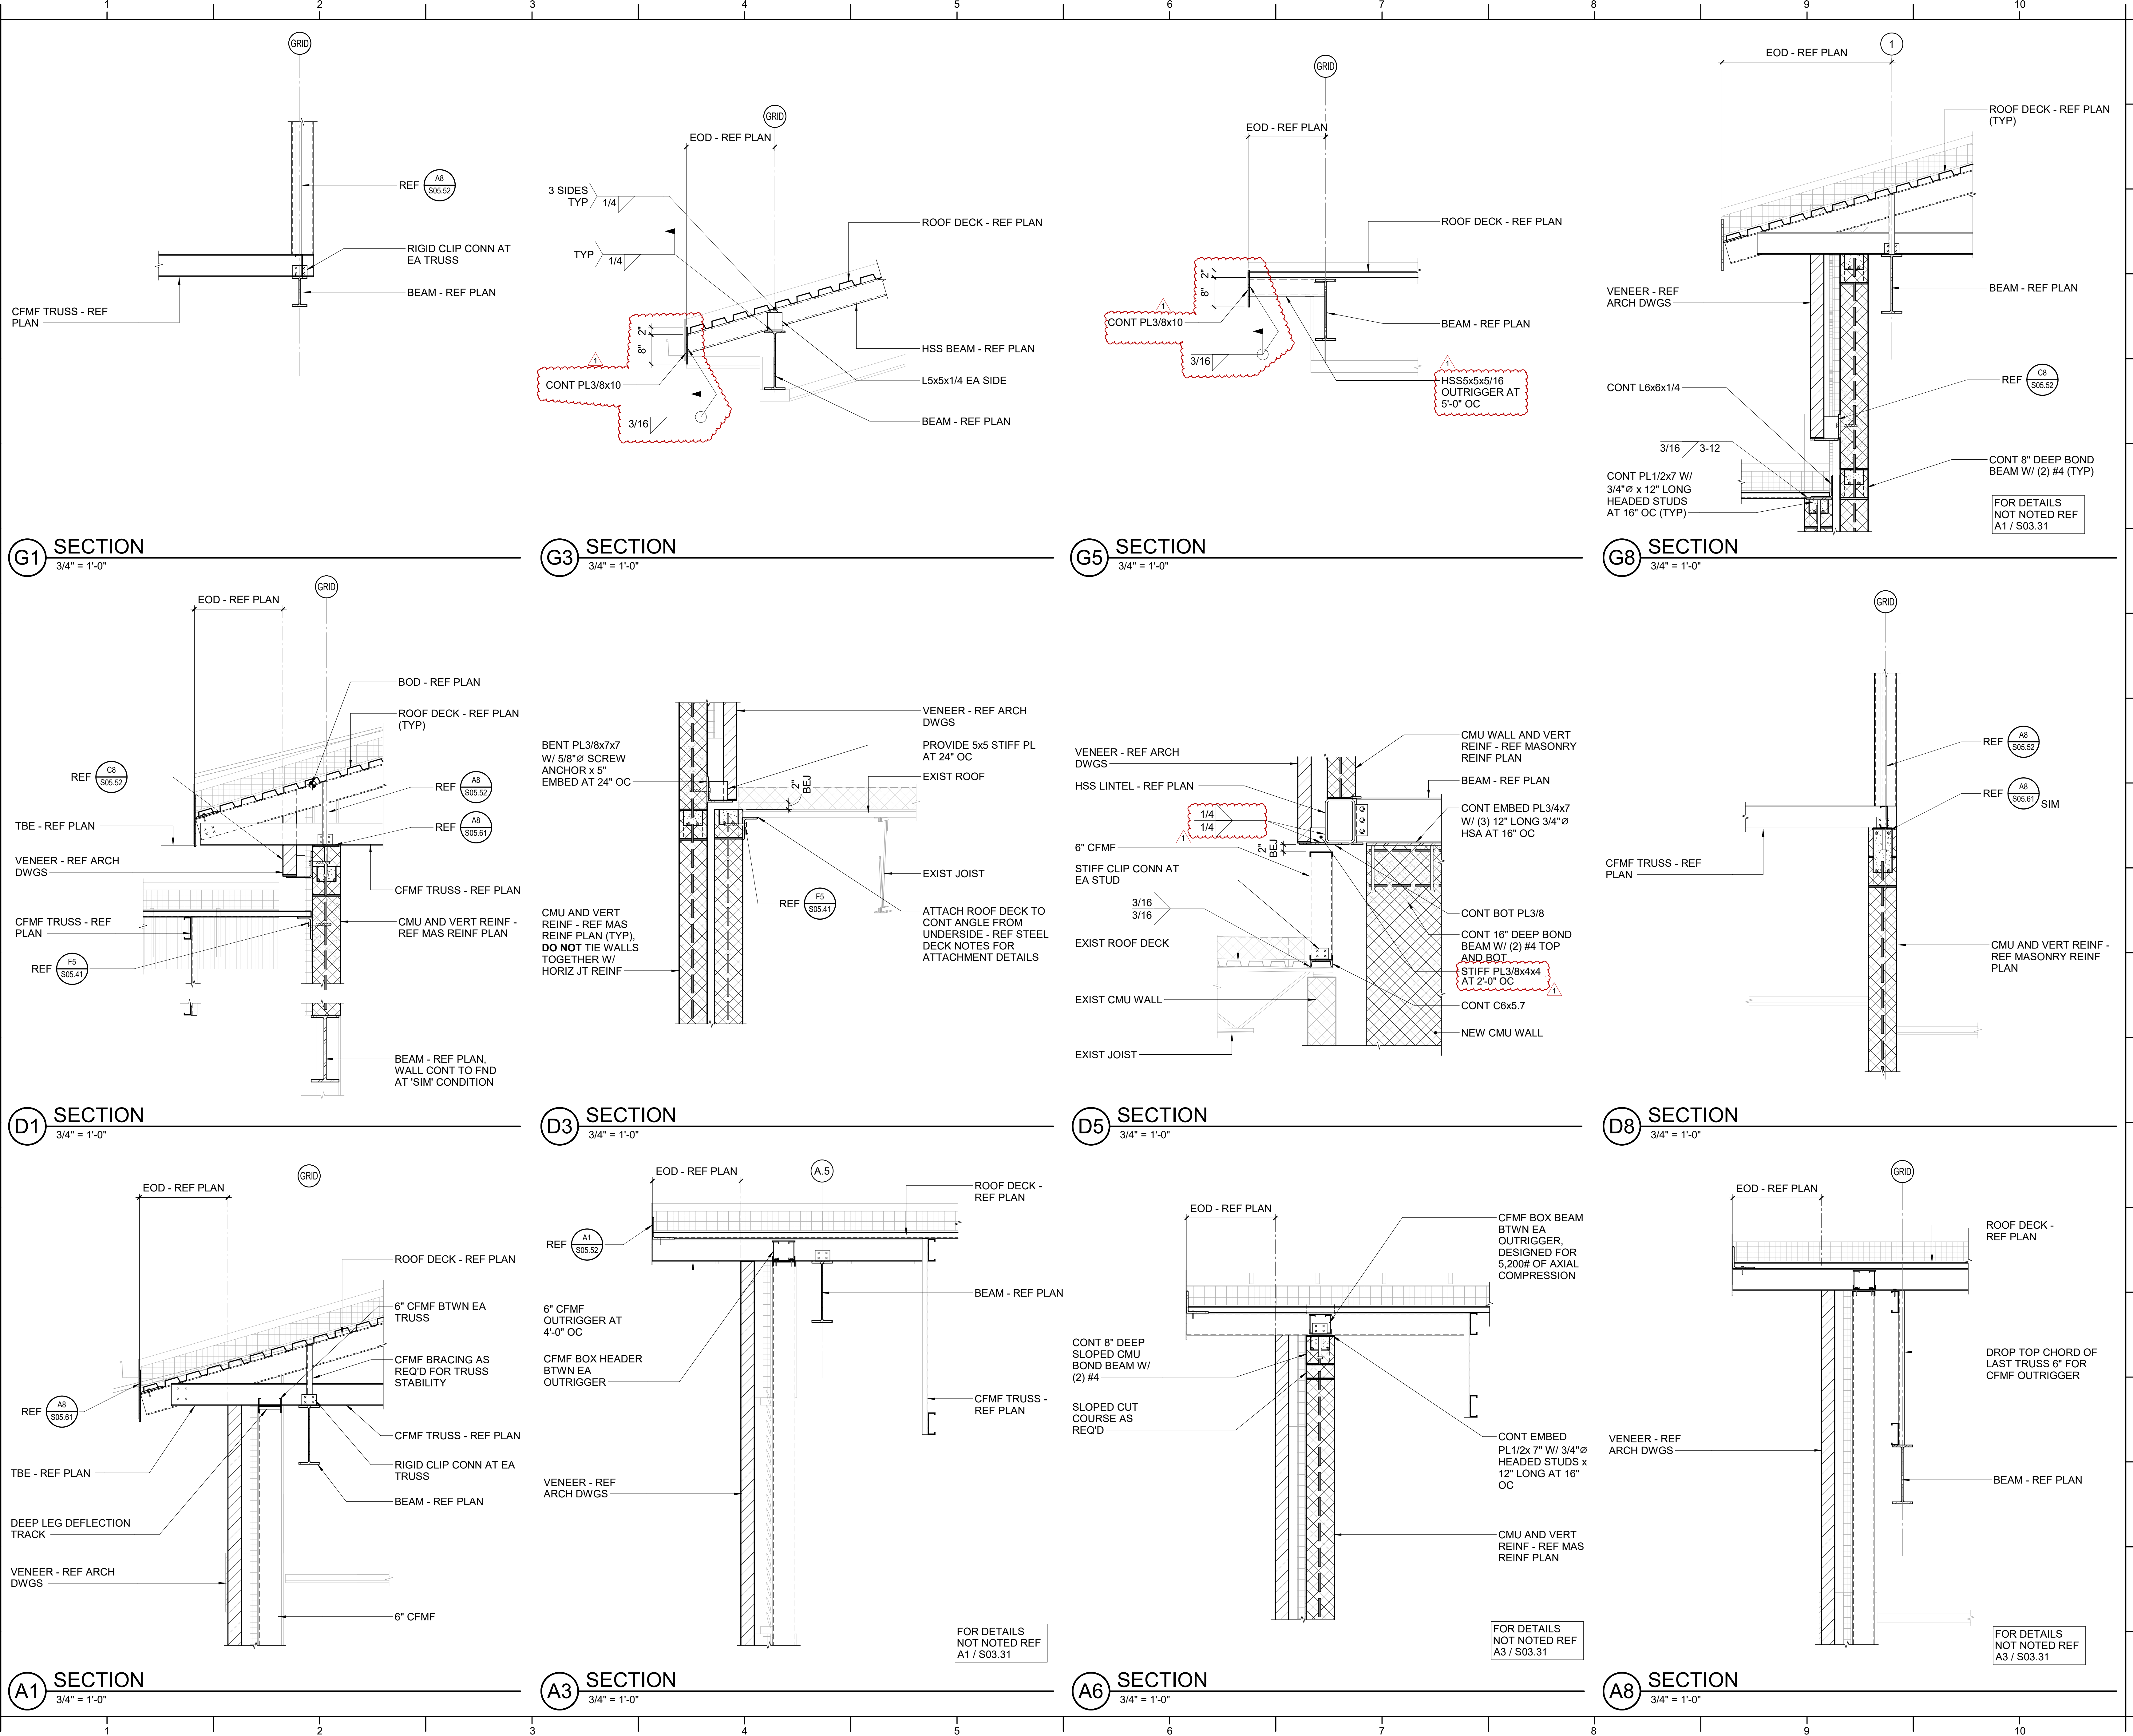 1
2
3
4
5
6
7
8
9
10
GRID
REF
A8
S05.52
RIGID CLIP CONN AT
EA TRUSS
BEAM - REF PLAN
CFMF TRUSS - REF
PLAN
G1
SECTION
3/4" = 1'-0"
GRID
EOD - REF PLAN
3 SIDES
TYP
1/4
TYP
1/4
ROOF DECK - REF PLAN
2"
8"
1
CONT PL3/8x10
3/16
HSS BEAM - REF PLAN
L5x5x1/4 EA SIDE
BEAM - REF PLAN
G3
SECTION
3/4" = 1'-0"
GRID
EOD - REF PLAN
ROOF DECK - REF PLAN
2"
8"
1
CONT PL3/8x10
3/16
BEAM - REF PLAN
1
HSS5x5x5/16
OUTRIGGER AT
5'-0" OC
G5
SECTION
3/4" = 1'-0"
EOD - REF PLAN
1
ROOF DECK - REF PLAN
(TYP)
VENEER - REF
ARCH DWGS
BEAM - REF PLAN
CONT L6x6x1/4
REF
C8
S05.52
3/16
3-12
CONT PL1/2x7 W/
3/4"Ø x 12" LONG
HEADED STUDS
AT 16" OC (TYP)
CONT 8" DEEP BOND
BEAM W/ (2) #4 (TYP)
FOR DETAILS
NOT NOTED REF
A1 / S03.31
G8
SECTION
3/4" = 1'-0"
GRID
EOD - REF PLAN
BOD - REF PLAN
ROOF DECK - REF PLAN
(TYP)
REF
C8
S05.52
REF
A8
S05.52
TBE - REF PLAN
REF
A8
S05.61
VENEER - REF ARCH
DWGS
CFMF TRUSS - REF PLAN
CFMF TRUSS - REF
PLAN
CMU AND VERT REINF -
REF MAS REINF PLAN
REF
F5
S05.41
BEAM - REF PLAN,
WALL CONT TO FND
AT 'SIM' CONDITION
D1
SECTION
3/4" = 1'-0"
VENEER - REF ARCH
DWGS
BENT PL3/8x7x7
W/ 5/8"Ø SCREW
ANCHOR x 5"
EMBED AT 24" OC
PROVIDE 5x5 STIFF PL
AT 24" OC
2"
BEJ
EXIST ROOF
EXIST JOIST
REF
F5
S05.41
CMU AND VERT
REINF - REF MAS
REINF PLAN (TYP),
DO NOT TIE WALLS
TOGETHER W/
HORIZ JT REINF
ATTACH ROOF DECK TO
CONT ANGLE FROM
UNDERSIDE - REF STEEL
DECK NOTES FOR
ATTACHMENT DETAILS
D3
SECTION
3/4" = 1'-0"
VENEER - REF ARCH
DWGS
HSS LINTEL - REF PLAN
CMU WALL AND VERT
REINF - REF MASONRY
REINF PLAN
BEAM - REF PLAN
1/4
1/4
1
CONT EMBED PL3/4x7
W/ (3) 12" LONG 3/4"Ø
HSA AT 16" OC
2"
BEJ
6" CFMF
STIFF CLIP CONN AT
EA STUD
3/16
3/16
EXIST ROOF DECK
CONT BOT PL3/8
CONT 16" DEEP BOND
BEAM W/ (2) #4 TOP
AND BOT
STIFF PL3/8x4x4
AT 2'-0" OC
1
EXIST CMU WALL
CONT C6x5.7
NEW CMU WALL
EXIST JOIST
D5
SECTION
3/4" = 1'-0"
GRID
REF
A8
S05.52
REF
A8
S05.61
SIM
CFMF TRUSS - REF
PLAN
CMU AND VERT REINF -
REF MASONRY REINF
PLAN
D8
SECTION
3/4" = 1'-0"
GRID
EOD - REF PLAN
ROOF DECK - REF PLAN
6" CFMF BTWN EA
TRUSS
CFMF BRACING AS
REQ'D FOR TRUSS
STABILITY
REF
A8
S05.61
CFMF TRUSS - REF PLAN
TBE - REF PLAN
RIGID CLIP CONN AT EA
TRUSS
BEAM - REF PLAN
DEEP LEG DEFLECTION
TRACK
VENEER - REF ARCH
DWGS
6" CFMF
A1
SECTION
3/4" = 1'-0"
EOD - REF PLAN
A.5
ROOF DECK -
REF PLAN
REF
A1
S05.52
BEAM - REF PLAN
6" CFMF
OUTRIGGER AT
4'-0" OC
CFMF BOX HEADER
BTWN EA
OUTRIGGER
CFMF TRUSS -
REF PLAN
VENEER - REF
ARCH DWGS
FOR DETAILS
NOT NOTED REF
A1 / S03.31
A3
SECTION
3/4" = 1'-0"
EOD - REF PLAN
CFMF BOX BEAM
BTWN EA
OUTRIGGER,
DESIGNED FOR
5,200# OF AXIAL
COMPRESSION
CONT 8" DEEP
SLOPED CMU
BOND BEAM W/
(2) #4
SLOPED CUT
COURSE AS
REQ'D
CONT EMBED
PL1/2x 7" W/ 3/4"Ø
HEADED STUDS x
12" LONG AT 16"
OC
CMU AND VERT
REINF - REF MAS
REINF PLAN
FOR DETAILS
NOT NOTED REF
A3 / S03.31
A6
SECTION
3/4" = 1'-0"
GRID
EOD - REF PLAN
ROOF DECK -
REF PLAN
DROP TOP CHORD OF
LAST TRUSS 6" FOR
CFMF OUTRIGGER
VENEER - REF
ARCH DWGS
BEAM - REF PLAN
FOR DETAILS
NOT NOTED REF
A3 / S03.31
A8
SECTION
3/4" = 1'-0"
1
2
3
4
5
6
7
8
9
10